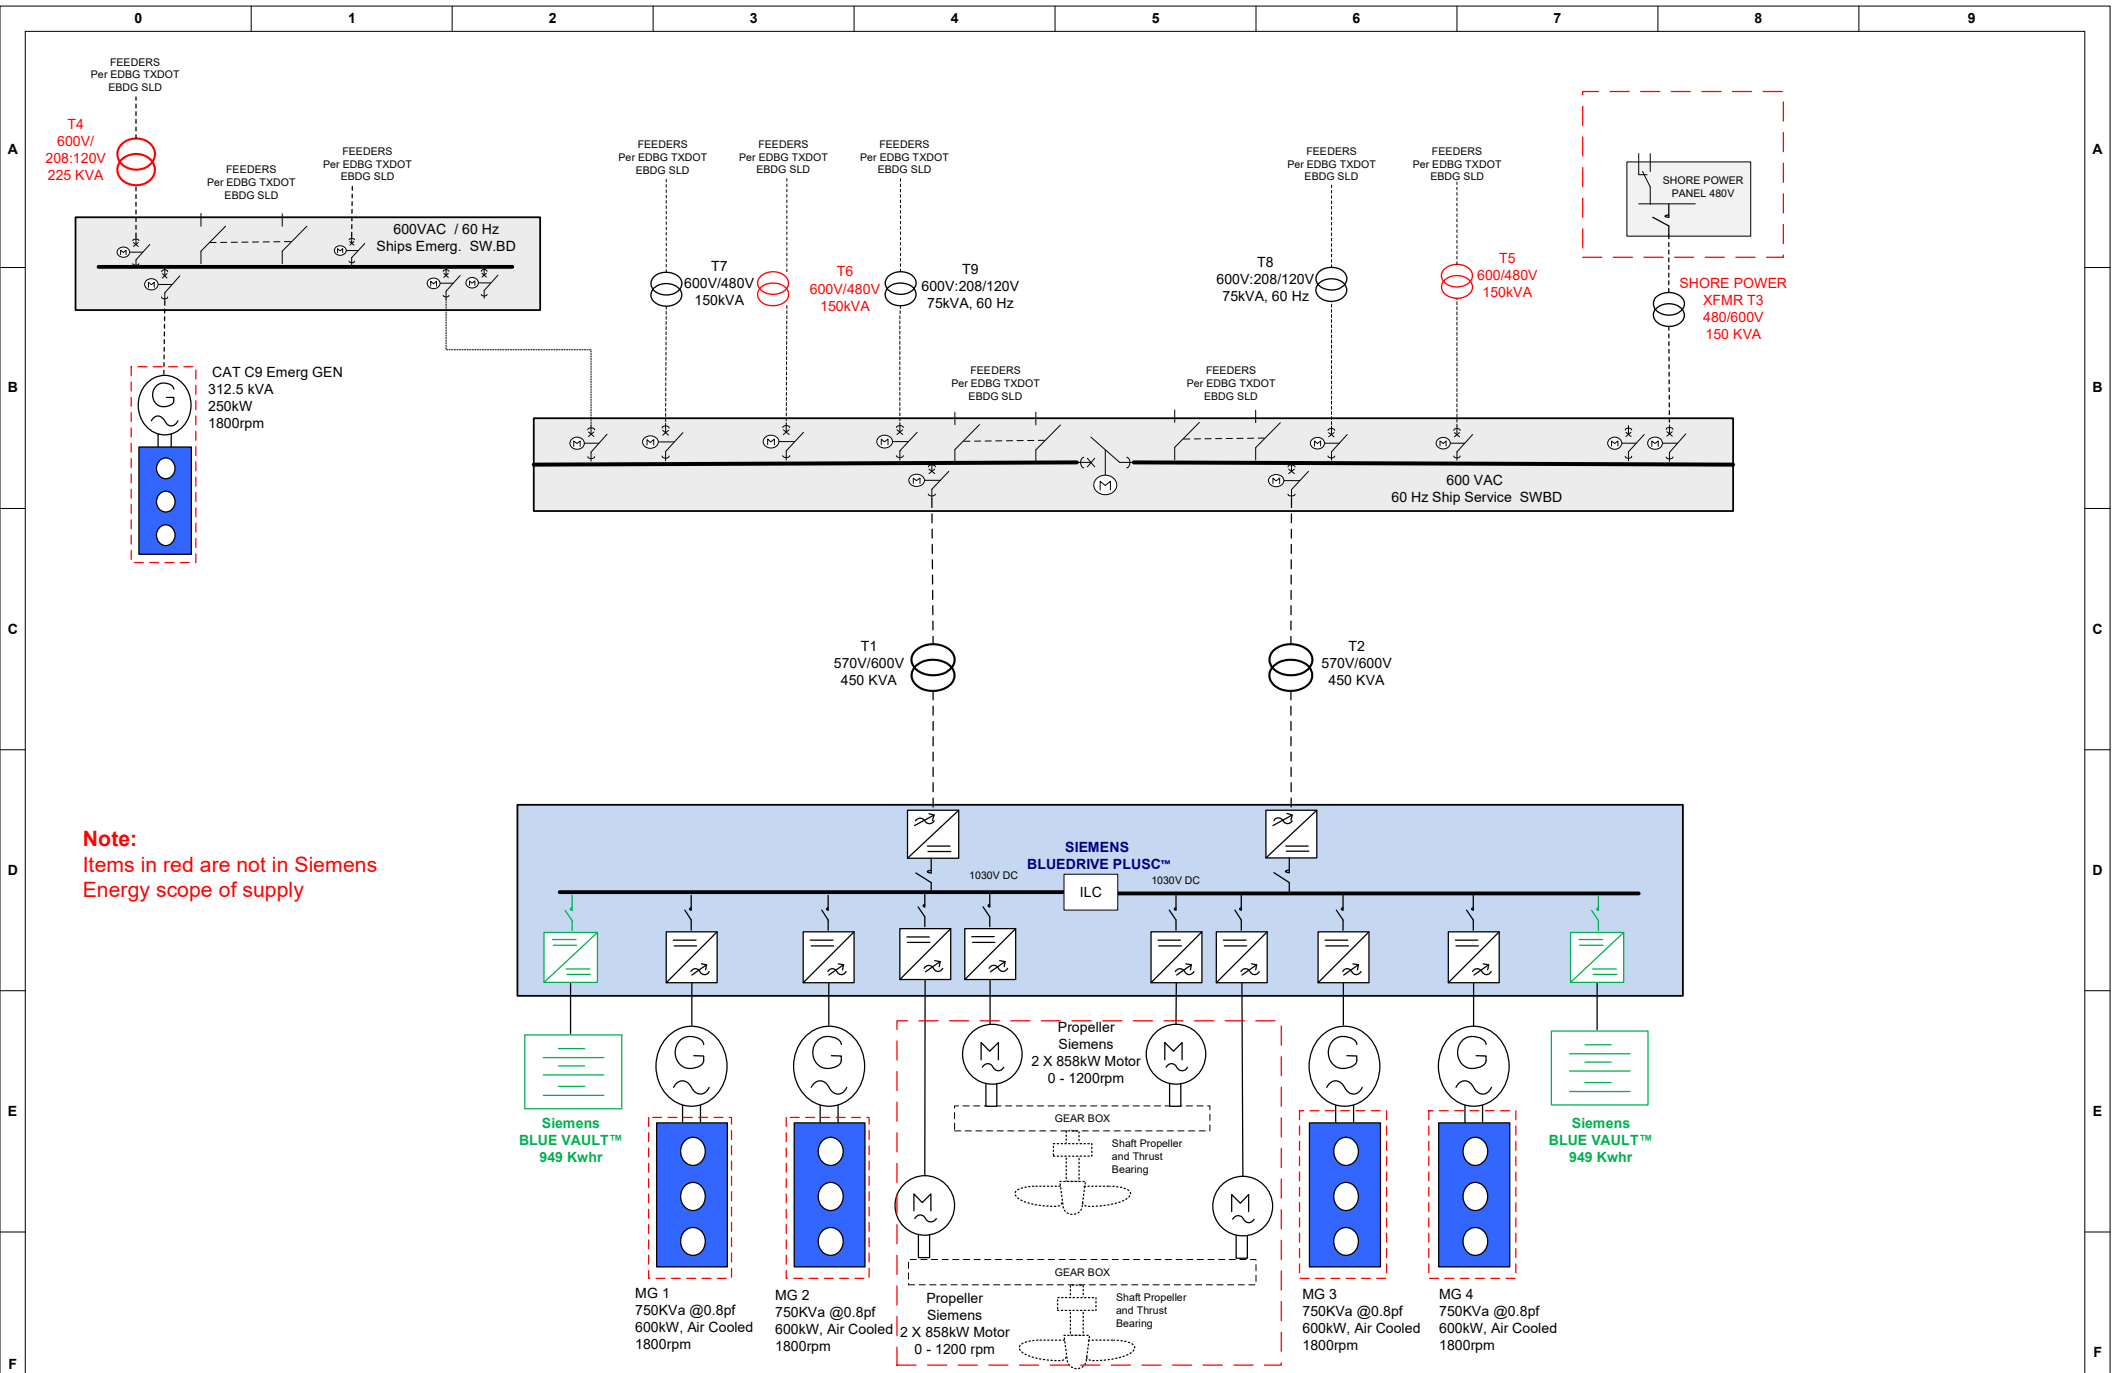 0 1 2 3 4 5 6 7 8 9
A
A
B
B
C
C
D
D
E
E
F
F
FEEDERS
Per EDBG TXDOT
EBDG SLD
T4
600V/
208:120V
225 KVA
FEEDERS
Per EDBG TXDOT
EBDG SLD
FEEDERS
Per EDBG TXDOT
EBDG SLD
600VAC / 60 Hz
Ships Emerg. SW.BD
M
M
M
M
M
G
CAT C9 Emerg GEN
312.5 kVA
250kW
1800rpm
FEEDERS
Per EDBG TXDOT
EBDG SLD
FEEDERS
Per EDBG TXDOT
EBDG SLD
FEEDERS
Per EDBG TXDOT
EBDG SLD
FEEDERS
Per EDBG TXDOT
EBDG SLD
FEEDERS
Per EDBG TXDOT
EBDG SLD
SHORE POWER
PANEL 480V
T7
600V/480V
150kVA
T6
600V/480V
150kVA
T9
600V:208/120V
75kVA, 60 Hz
T8
600V:208/120V
75kVA, 60 Hz
T5
600/480V
150kVA
SHORE POWER
XFMR T3
480/600V
150 KVA
FEEDERS
Per EDBG TXDOT
EBDG SLD
FEEDERS
Per EDBG TXDOT
EBDG SLD
M
M
M
M
M
M
M
M
M
M
M
600 VAC
60 Hz Ship Service SWBD
T1
570V/600V
450 KVA
T2
570V/600V
450 KVA
Note:
Items in red are not in Siemens
Energy scope of supply
SIEMENS
BLUEDRIVE PLUSC™
1030V DC
ILC
1030V DC
Siemens
BLUE VAULT™
949 Kwhr
G
G
M
M
G
G
Propeller
Siemens
2 X 858kW Motor
0 - 1200rpm
GEAR BOX
Shaft Propeller
and Thrust
Bearing
Siemens
BLUE VAULT™
949 Kwhr
M
M
GEAR BOX
Shaft Propeller
and Thrust
Bearing
Propeller
Siemens
2 X 858kW Motor
0 - 1200 rpm
MG 1
750KVa @0.8pf
600kW, Air Cooled
1800rpm
MG 2
750KVa @0.8pf
600kW, Air Cooled
1800rpm
MG 3
750KVa @0.8pf
600kW, Air Cooled
1800rpm
MG 4
750KVa @0.8pf
600kW, Air Cooled
1800rpm